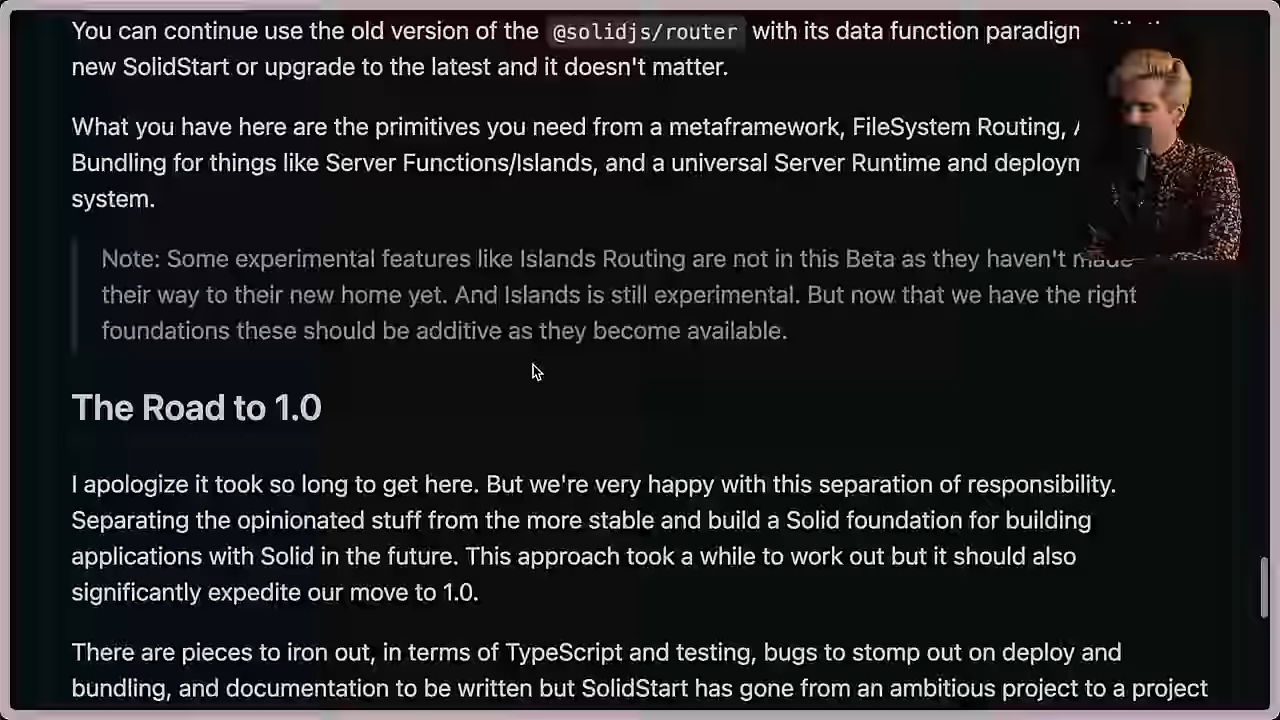 You can continue use the old version of the @solidjs/router with its data function paradigm
new SolidStart or upgrade to the latest and it doesn't matter.
What you have here are the primitives you need from a metaframework, FileSystem Routing,
Bundling for things like Server Functions/Islands, and a universal Server Runtime and
system.
Note: Some experimental features like Islands Routing are not in this Beta as they haven't made
their way to their new home yet. And Islands is still experimental. But now that we have the right
foundations these should be additive as they become available.
The Road to 1.0
I apologize it took so long to get here. But we're very happy with this separation of responsibility.
Separating the opinionated stuff from the more stable and build a Solid foundation for building
applications with Solid in the future. This approach took a while to work out but it should also
significantly expedite our move to 1.0.
There are pieces to iron out, in terms of TypeScript and testing, bugs to stomp out on deploy and
bundling, and documentation to be written but SolidStart has gone from an ambitious project to a project